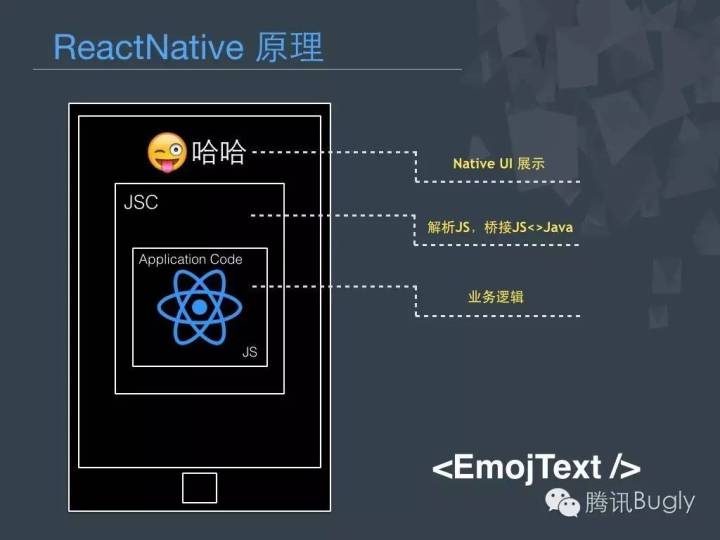 ReactNative 原理
😜哈哈
Native UI 展示
JSC
解析JS，桥接JS<>Java
Application Code
业务逻辑
JS
<EmojText />
腾讯Bugly